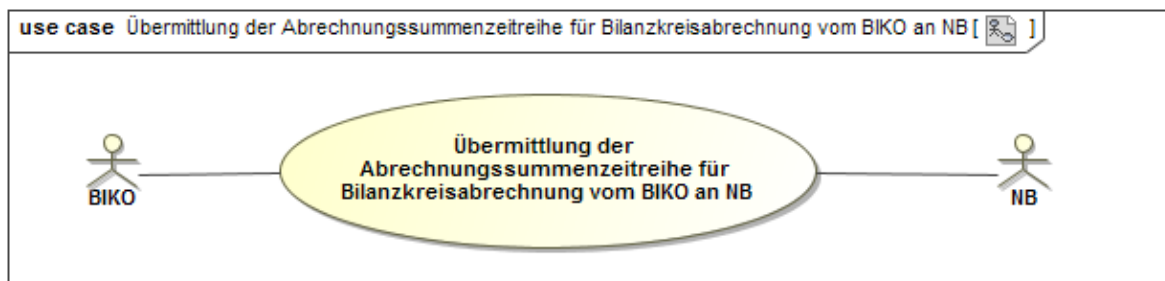 use case Übermittlung der Abrechnungssummenzeitreihe für Bilanzkreisabrechnung vom BIKO an NB [ ]
Übermittlung der
Abrechnungssummenzeitreihe für
Bilanzkreisabrechnung vom BIKO an NB
BIKO
NB